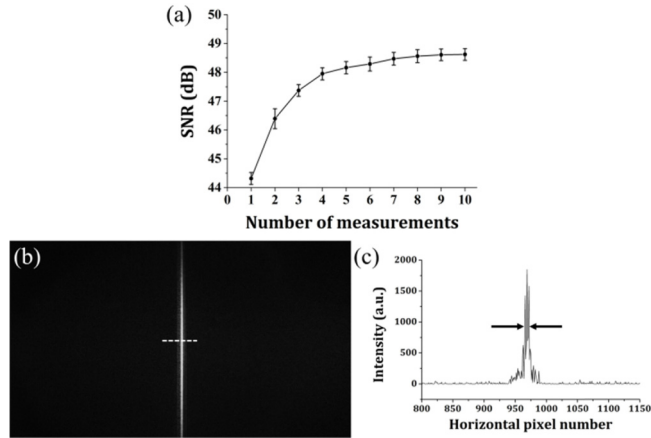 (a)
50
49
48
47
46
45
44
SNR (dB)
0 1 2 3 4 5 6 7 8 9 10
Number of measurements
(b)
(c)
2000
1500
1000
500
0
Intensity (a.u.)
800 850 900 950 1000 1050 1100 1150
Horizontal pixel number